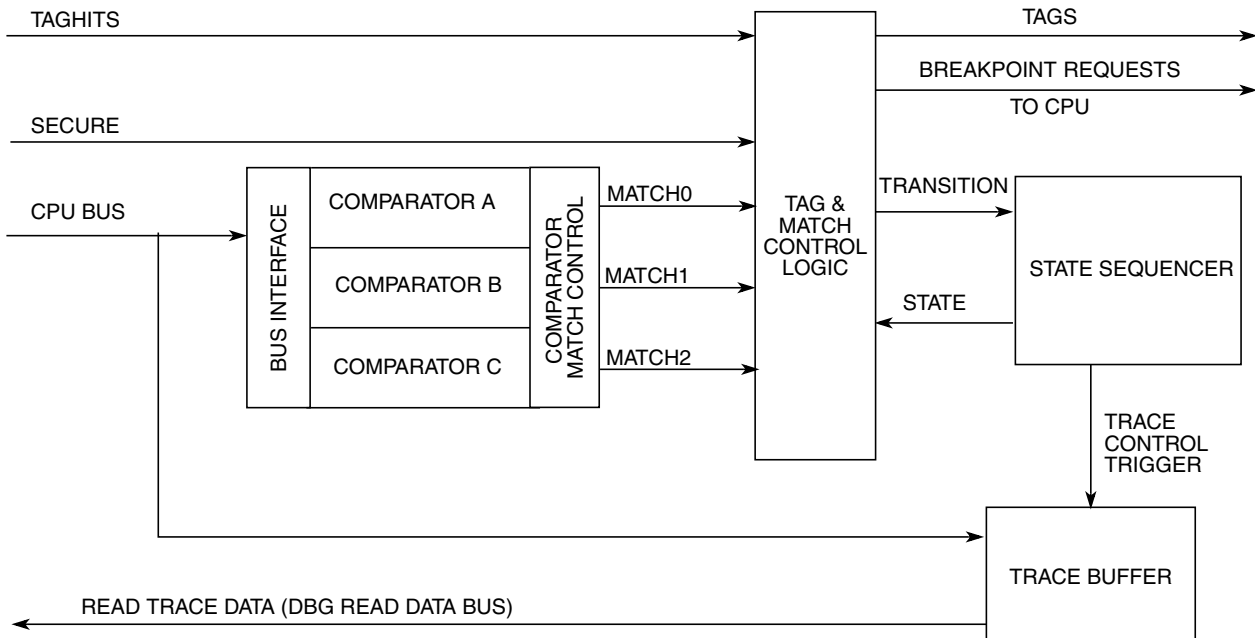 TAGHITS
TAGS
BREAKPOINT REQUESTS
TO CPU
SECURE
CPU BUS
BUS INTERFACE
COMPARATOR A
COMPARATOR B
COMPARATOR C
COMPARATOR
MATCH CONTROL
MATCH0
MATCH1
MATCH2
TAG &
MATCH
CONTROL
LOGIC
TRANSITION
STATE
STATE SEQUENCER
TRACE
CONTROL
TRIGGER
TRACE BUFFER
READ TRACE DATA (DBG READ DATA BUS)